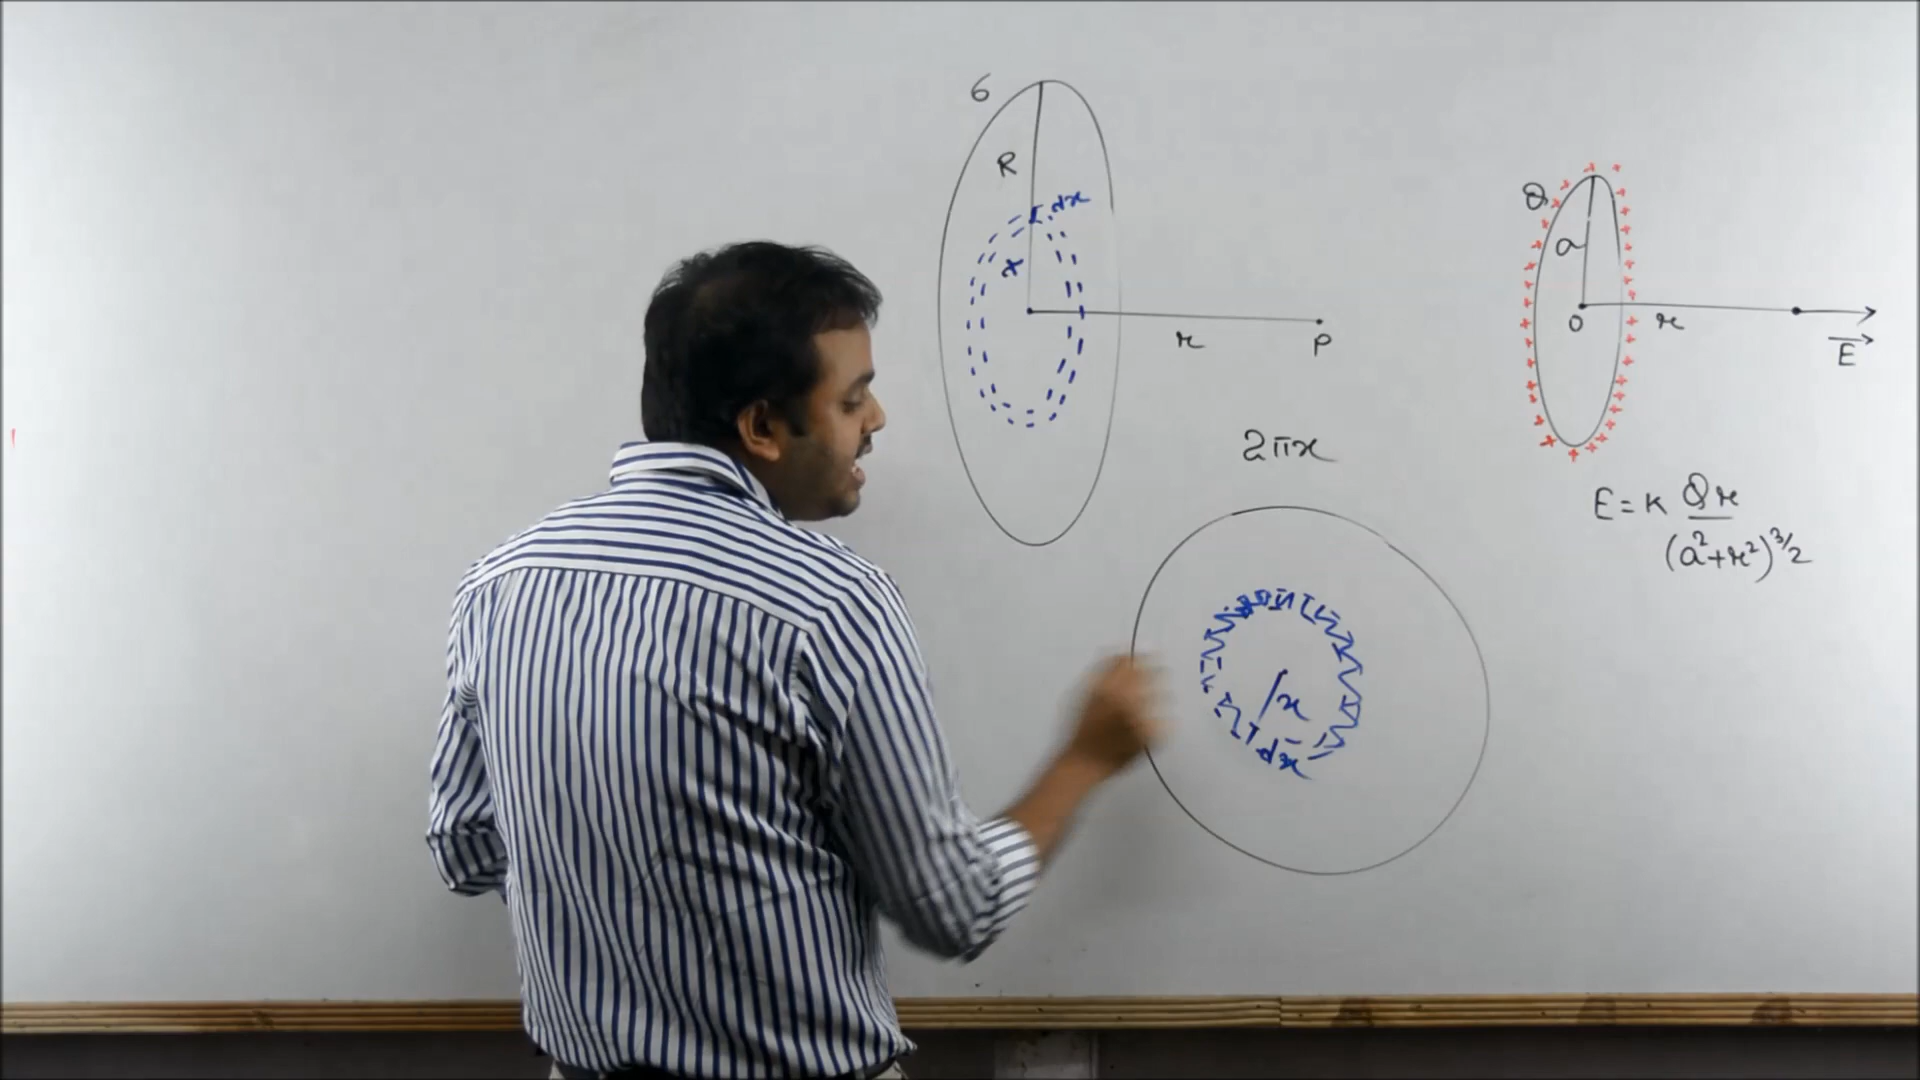 6
R
dx
x
r
P
2πx
x
dx
Q
a
O
r
E
E = K Qr
(a²+r²)^3/2